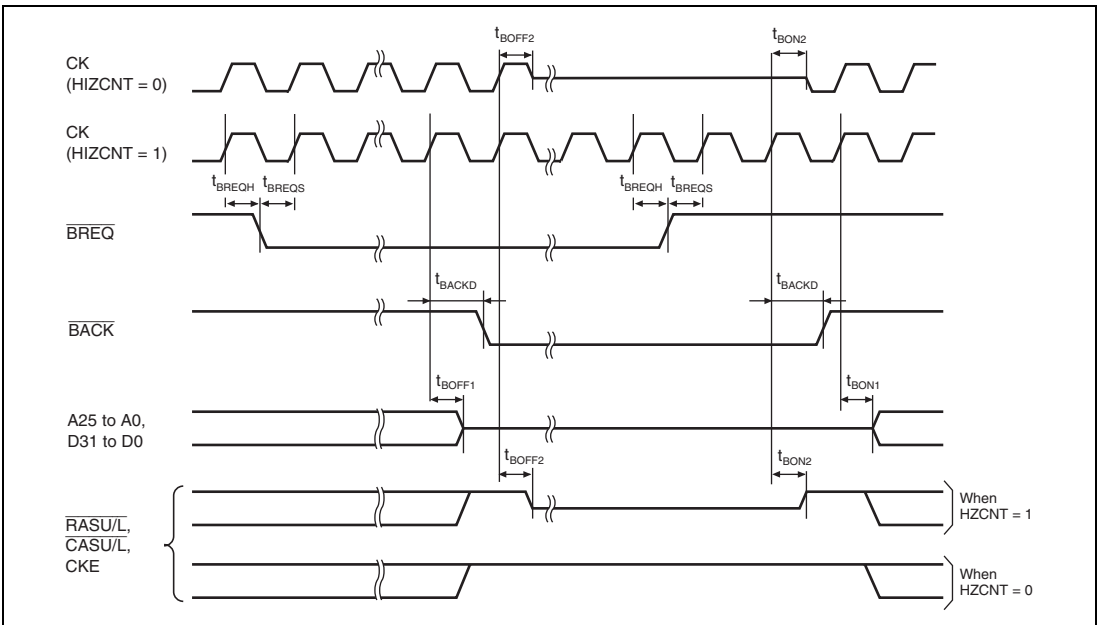 tBOFF2
tBON2
CK
(HIZCNT = 0)
CK
(HIZCNT = 1)
tBREQH
tBREQS
tBREQH
tBREQS
BREQ
tBACKD
tBACKD
BACK
tBOFF1
tBON1
A25 to A0,
D31 to D0
tBOFF2
tBON2
When
HZCNT = 1
RASU/L,
CASU/L,
CKE
When
HZCNT = 0